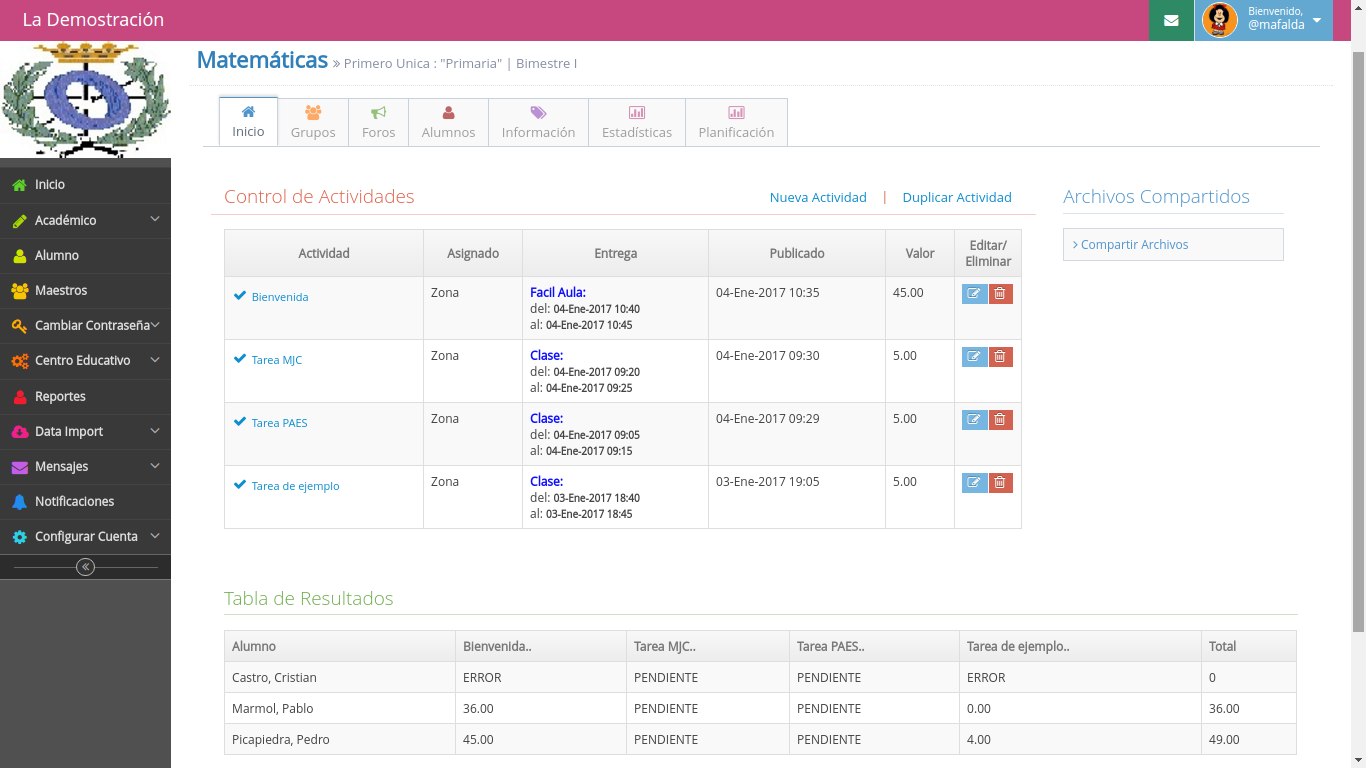 La Demostración
Bienvenido,
@mafalda
Matemáticas » Primero Unica : "Primaria" | Bimestre I
Inicio
Grupos
Foros
Alumnos
Información
Estadísticas
Planificación
Inicio
Académico
Alumno
Maestros
Cambiar Contraseña
Centro Educativo
Reportes
Data Import
Mensajes
Notificaciones
Configurar Cuenta
Control de Actividades
Nueva Actividad | Duplicar Actividad
Actividad Asignado Entrega Publicado Valor Editar/
Eliminar
Bienvenida Zona Facil Aula: 04-Ene-2017 10:35 45.00
del: 04-Ene-2017 10:40
al: 04-Ene-2017 10:45
Tarea MJC Zona Clase: 04-Ene-2017 09:30 5.00
del: 04-Ene-2017 09:20
al: 04-Ene-2017 09:25
Tarea PAES Zona Clase: 04-Ene-2017 09:29 5.00
del: 04-Ene-2017 09:05
al: 04-Ene-2017 09:15
Tarea de ejemplo Zona Clase: 03-Ene-2017 19:05 5.00
del: 03-Ene-2017 18:40
al: 03-Ene-2017 18:45
Archivos Compartidos
Compartir Archivos
Tabla de Resultados
Alumno Bienvenida.. Tarea MJC.. Tarea PAES.. Tarea de ejemplo.. Total
Castro, Cristian ERROR PENDIENTE PENDIENTE ERROR 0
Marmol, Pablo 36.00 PENDIENTE PENDIENTE 0.00 36.00
Picapiedra, Pedro 45.00 PENDIENTE PENDIENTE 4.00 49.00